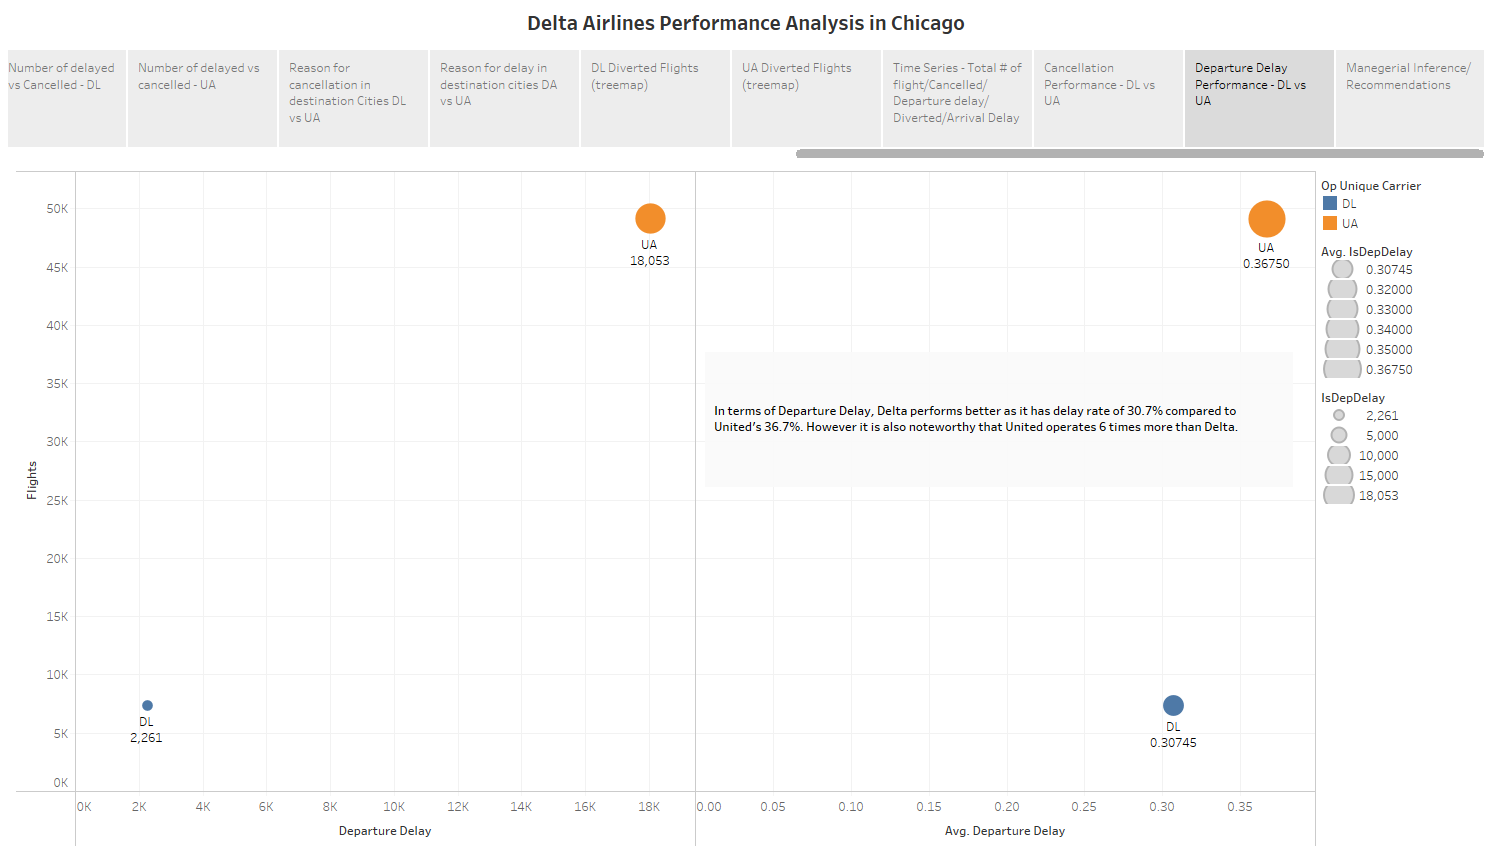 Delta Airlines Performance Analysis in Chicago
Number of delayed
vs Cancelled - DL
Number of delayed vs
cancelled - UA
Reason for
cancellation in
destination Cities DL
vs UA
Reason for delay in
destination cities DA
vs UA
DL Diverted Flights
(treemap)
UA Diverted Flights
(treemap)
Time Series - Total # of
flight/Cancelled/
Departure delay/
Diverted/Arrival Delay
Cancellation
Performance - DL vs
UA
Departure Delay
Performance - DL vs
UA
Manegerial Inference/
Recommendations
Flights
50K
45K
40K
35K
30K
25K
20K
15K
10K
5K
0K
UA
18,053
DL
2,261
0K
2K
4K
6K
8K
10K
12K
14K
16K
18K
Departure Delay
UA
0.36750
In terms of Departure Delay, Delta performs better as it has delay rate of 30.7% compared to
United's 36.7%. However it is also noteworthy that United operates 6 times more than Delta.
DL
0.30745
0.00
0.05
0.10
0.15
0.20
0.25
0.30
0.35
Avg. Departure Delay
Op Unique Carrier
DL
UA
Avg. IsDepDelay
0.30745
0.32000
0.33000
0.34000
0.35000
0.36750
IsDepDelay
2,261
5,000
10,000
15,000
18,053